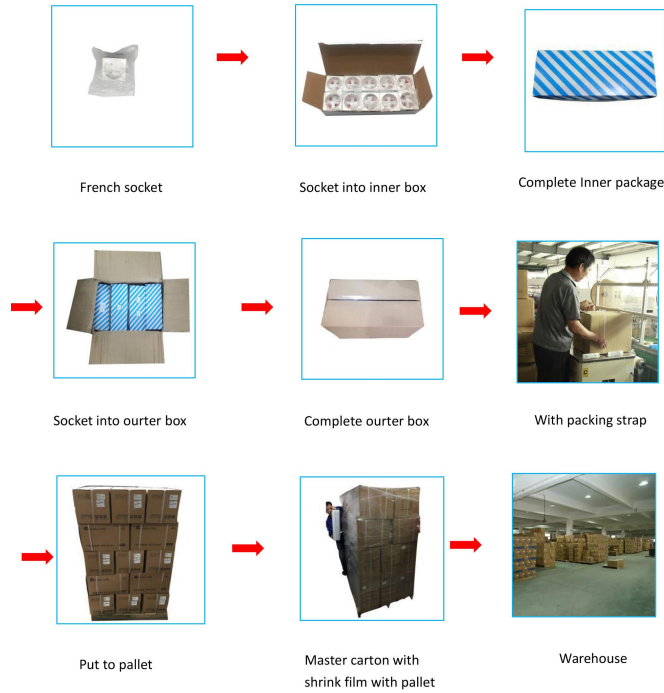 French socket
Socket into inner box
Complete Inner package
Socket into ourter box
Complete ourter box
With packing strap
Put to pallet
Master carton with
shrink film with pallet
Warehouse